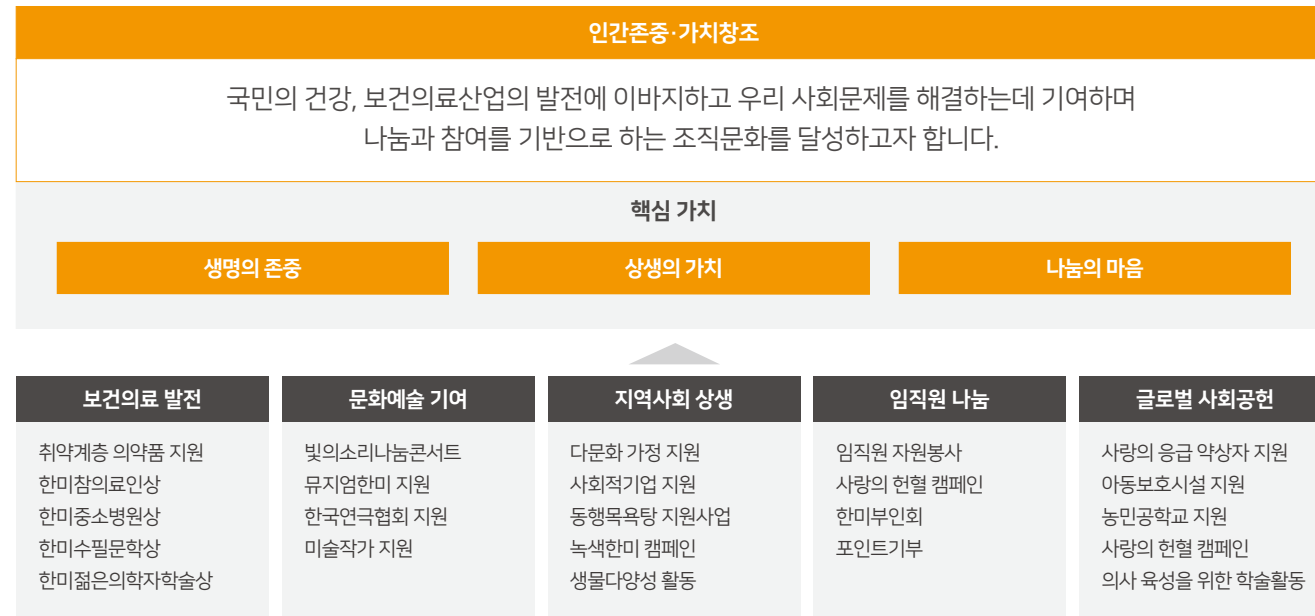 인간존중·가치창조
국민의 건강, 보건의료산업의 발전에 이바지하고 우리 사회문제를 해결하는데 기여하며
나눔과 참여를 기반으로 하는 조직문화를 달성하고자 합니다.
핵심 가치
생명의 존중
상생의 가치
나눔의 마음
보건의료 발전
취약계층 의약품 지원
한미참의료인상
한미중소병원상
한미수필문학상
한미젊은의학자학술상
문화예술 기여
빛의소리나눔콘서트
뮤지엄한미 지원
한국연극협회 지원
미술작가 지원
지역사회 상생
다문화 가정 지원
사회적기업 지원
동행목욕탕 지원사업
녹색한미 캠페인
생물다양성 활동
임직원 나눔
임직원 자원봉사
사랑의 헌혈 캠페인
한미부인회
포인트기부
글로벌 사회공헌
사랑의 응급 약상자 지원
아동보호시설 지원
농민공학교 지원
사랑의 헌혈 캠페인
의사 육성을 위한 학술활동